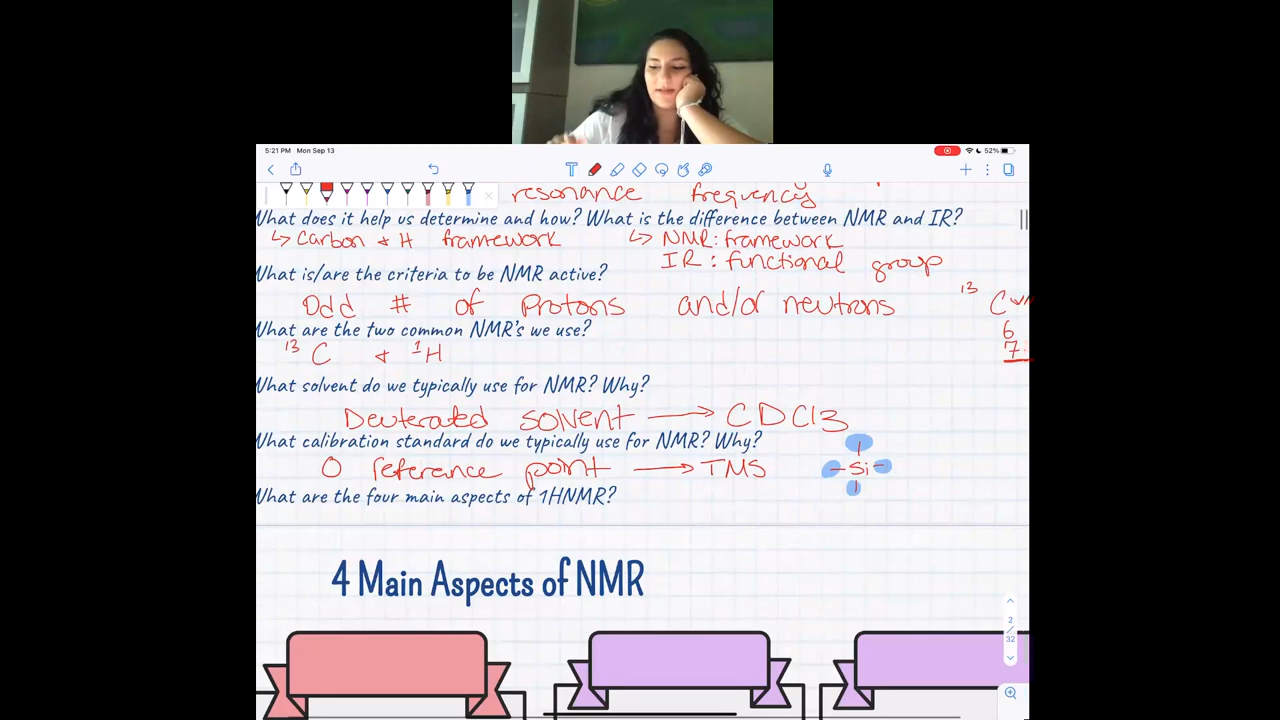 5:21 PM Mon Sep 13
52%
T
resonance frequency
What does it help us determine and how? What is the difference between NMR and IR?
↳ Carbon + H framework ↳ NMR: framework
IR: functional group
What is/are the criteria to be NMR active?
Odd # of Protons and/or neutrons 13C
6
7
What are the two common NMR's we use?
13C + 1H
What solvent do we typically use for NMR? Why?
Deuterated solvent → CDCl3
What calibration standard do we typically use for NMR? Why?
0 reference point → TMS -Si-
What are the four main aspects of 1HNMR?
4 Main Aspects of NMR
2
/
32